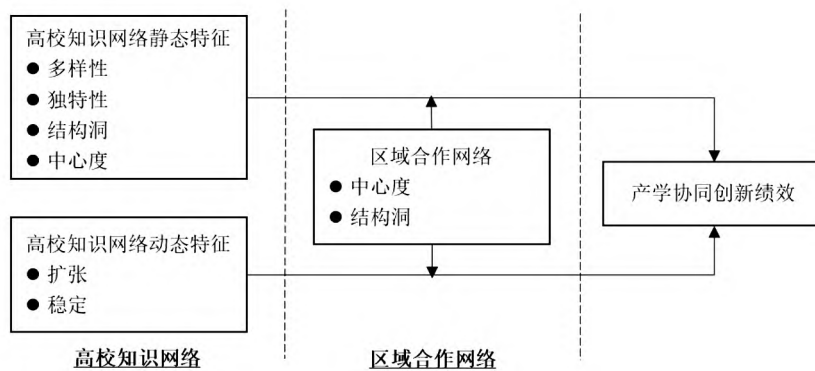 高校知识网络静态特征
● 多样性
● 独特性
● 结构洞
● 中心度
区域合作网络
● 中心度
● 结构洞
产学协同创新绩效
高校知识网络动态特征
● 扩张
● 稳定
高校知识网络
区域合作网络